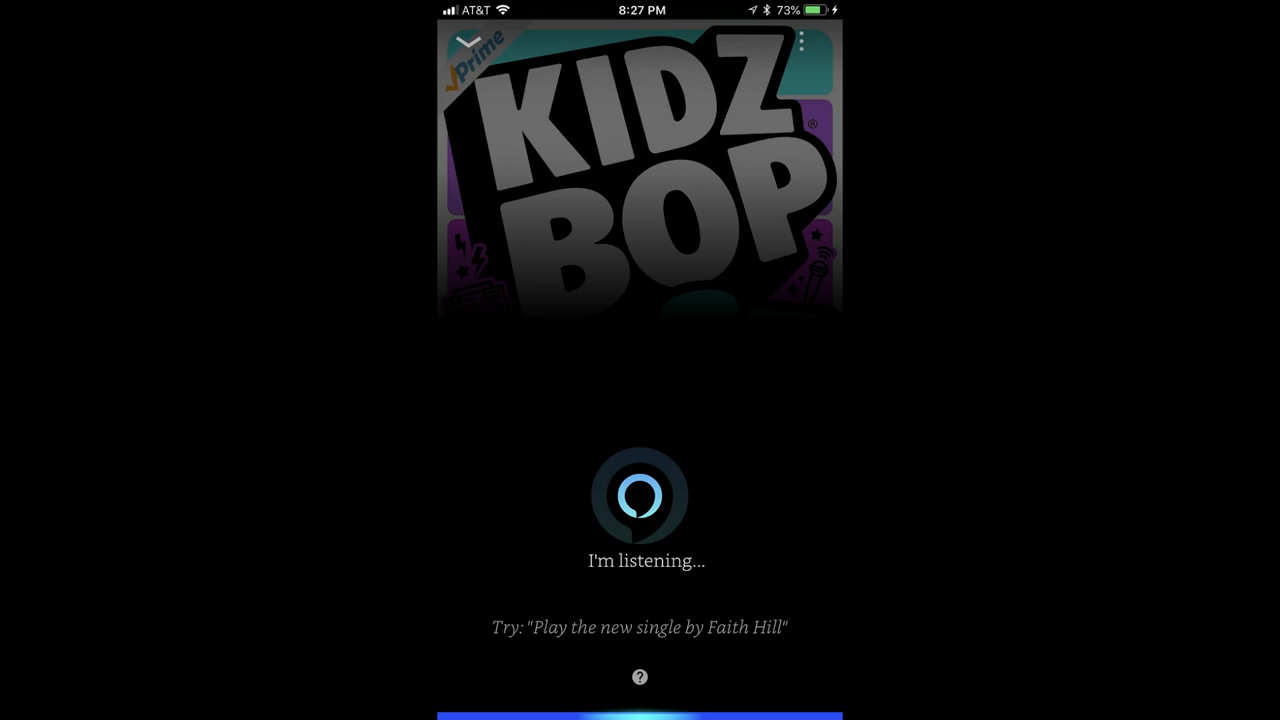 AT&T 8:27 PM 73%
Prime
KIDZ
®
BOP
I'm listening...
Try: "Play the new single by Faith Hill"
?